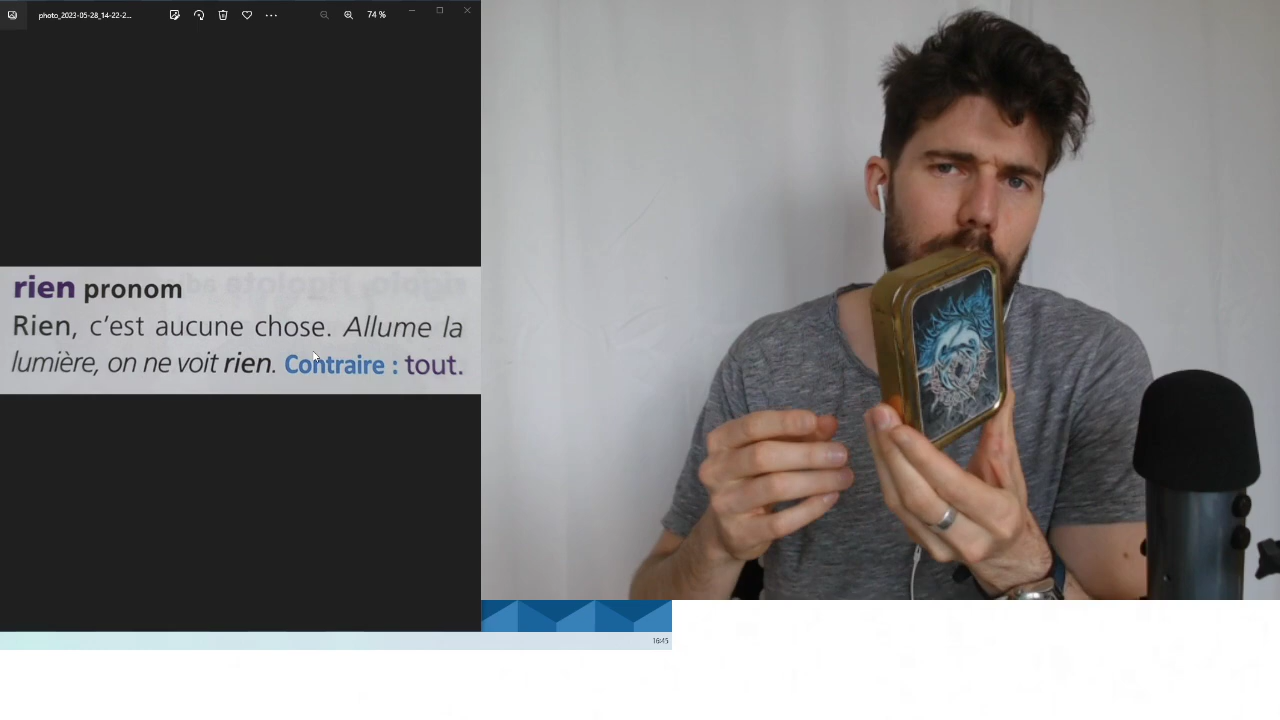 photo_2023-05-28_14-22-2...
74 %
rien pronom
Rien, c'est aucune chose. Allume la
lumière, on ne voit rien. Contraire : tout.
16:45